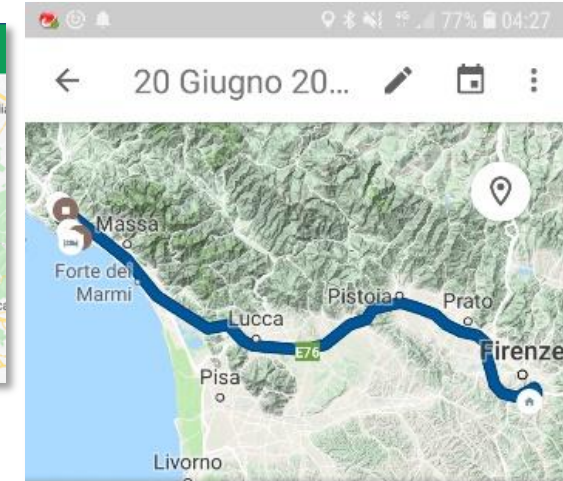 77% 04:27
20 Giugno 20...
Massa
Forte dei
Marmi
Pistoia
Prato
Lucca
E76
Firenze
Pisa
Livorno